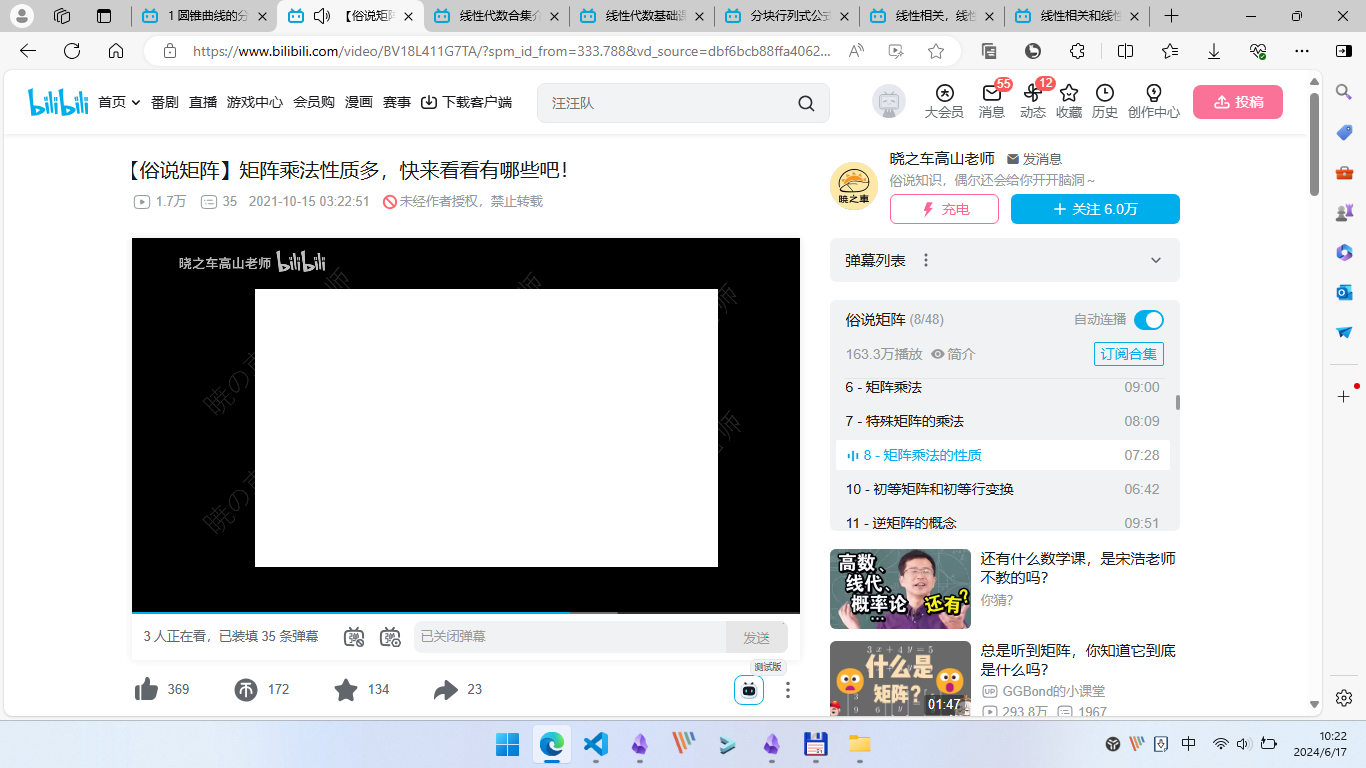 1 圆锥曲线的分
【俗说矩阵
线性代数合集介
线性代数基础课
分块行列式公式
线性相关，线性
线性相关和线性
https://www.bilibili.com/video/BV18L411G7TA/?spm_id_from=333.788&vd_source=dbf6bcb88ffa4062...
bilibili 首页 番剧 直播 游戏中心 会员购 漫画 赛事 下载客户端
汪汪队
大会员 消息 55 动态 12 收藏 历史 创作中心 投稿
【俗说矩阵】矩阵乘法性质多，快来看看有哪些吧！
1.7万 35 2021-10-15 03:22:51 未经作者授权，禁止转载
晓之车高山老师 发消息
俗说知识，偶尔还会给你开开脑洞～
晓之車
充电 + 关注 6.0万
晓之车高山老师 bilibili
弹幕列表
俗说矩阵 (8/48) 自动连播
163.3万播放 简介 订阅合集
6 - 矩阵乘法 09:00
7 - 特殊矩阵的乘法 08:09
8 - 矩阵乘法的性质 07:28
10 - 初等矩阵和初等行变换 06:42
11 - 逆矩阵的概念 09:51
3 人正在看，已装填 35 条弹幕
已关闭弹幕 发送
369 172 134 23
测试版
高数、
线代、
概率论
...
还有?
还有什么数学课，是宋浩老师
不教的吗？
你猜?
3x+4y=5
什么是
矩阵?
01:47
总是听到矩阵，你知道它到底
是什么吗？
UP GGBond的小课堂
293.8万 1967
中
10:22
2024/6/17